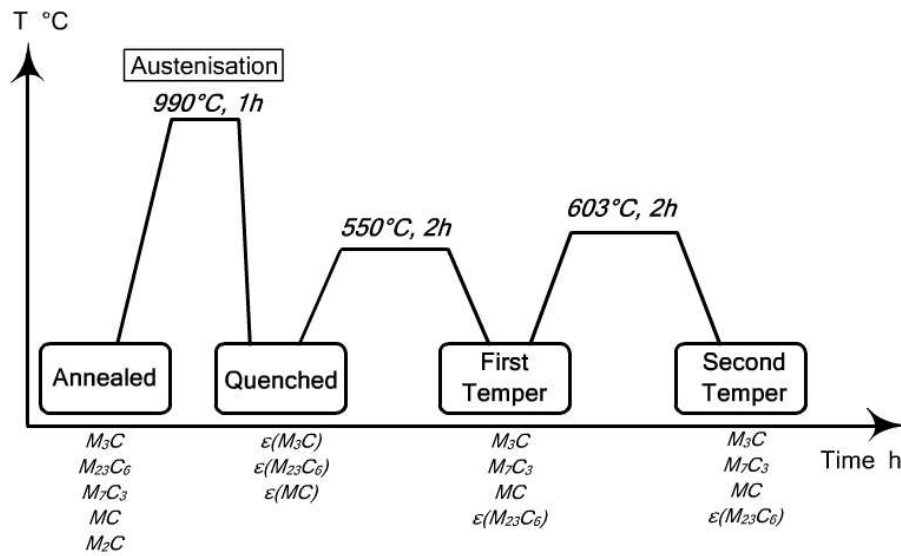 T °C
Austenisation
990°C, 1h
603°C, 2h
550°C, 2h
Annealed
Quenched
First
Temper
Second
Temper
M₃C
M₂₃C₆
M₇C₃
MC
M₂C
ε(M₃C)
ε(M₂₃C₆)
ε(MC)
M₃C
M₇C₃
MC
ε(M₂₃C₆)
M₃C
M₇C₃
MC
ε(M₂₃C₆)
Time h